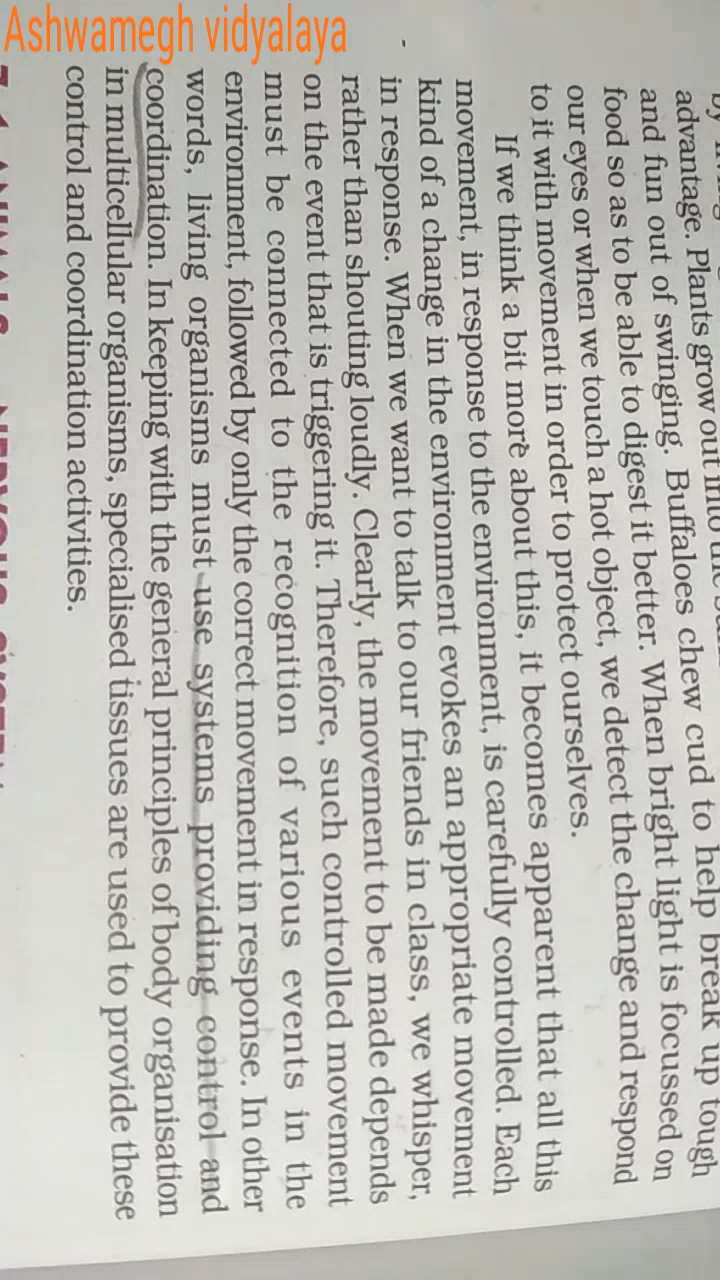 Ashwamegh vidyalaya
by
advantage. Plants grow out into the
and fun out of swinging. Buffaloes chew cud to help break up tough
food so as to be able to digest it better. When bright light is focussed on
our eyes or when we touch a hot object, we detect the change and respond
to it with movement in order to protect ourselves.
If we think a bit more about this, it becomes apparent that all this
movement, in response to the environment, is carefully controlled. Each
kind of a change in the environment evokes an appropriate movement
in response. When we want to talk to our friends in class, we whisper,
rather than shouting loudly. Clearly, the movement to be made depends
on the event that is triggering it. Therefore, such controlled movement
must be connected to the recognition of various events in the
environment, followed by only the correct movement in response. In other
words, living organisms must use systems providing control and
coordination. In keeping with the general principles of body organisation
in multicellular organisms, specialised tissues are used to provide these
control and coordination activities.